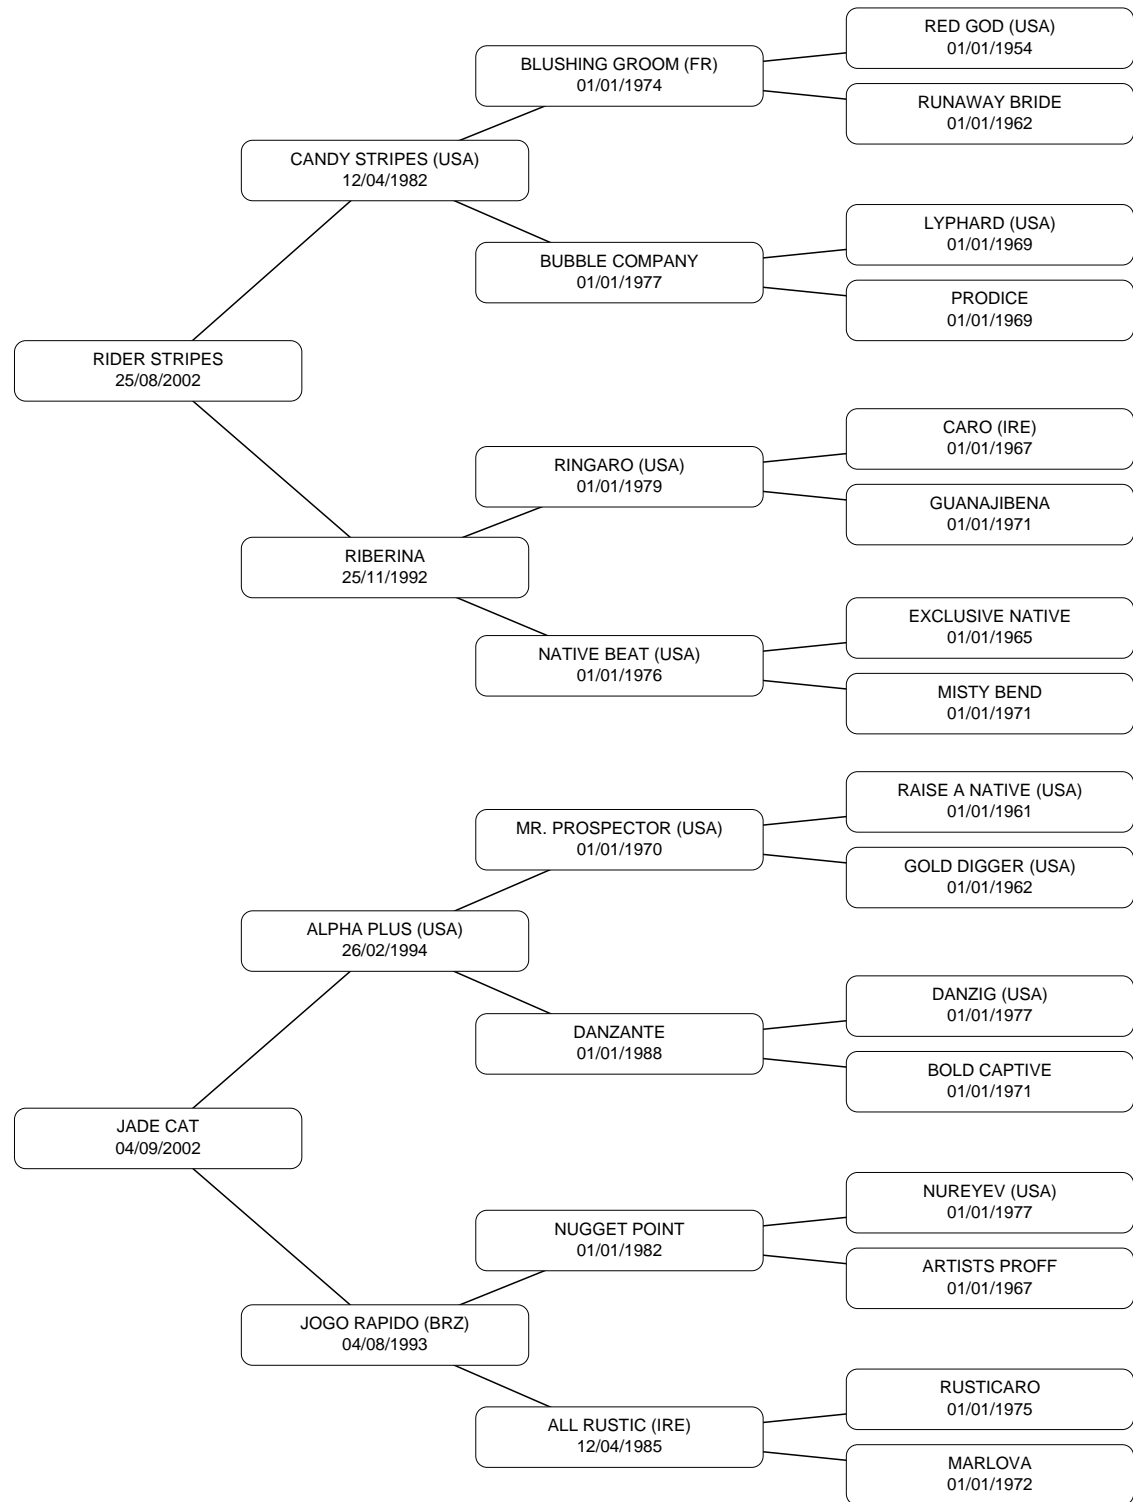 RED GOD (USA)
01/01/1954
BLUSHING GROOM (FR)
01/01/1974
RUNAWAY BRIDE
01/01/1962
CANDY STRIPES (USA)
12/04/1982
LYPHARD (USA)
01/01/1969
BUBBLE COMPANY
01/01/1977
PRODICE
01/01/1969
RIDER STRIPES
25/08/2002
CARO (IRE)
01/01/1967
RINGARO (USA)
01/01/1979
GUANAJIBENA
01/01/1971
RIBERINA
25/11/1992
EXCLUSIVE NATIVE
01/01/1965
NATIVE BEAT (USA)
01/01/1976
MISTY BEND
01/01/1971
RAISE A NATIVE (USA)
01/01/1961
MR. PROSPECTOR (USA)
01/01/1970
GOLD DIGGER (USA)
01/01/1962
ALPHA PLUS (USA)
26/02/1994
DANZIG (USA)
01/01/1977
DANZANTE
01/01/1988
BOLD CAPTIVE
01/01/1971
JADE CAT
04/09/2002
NUREYEV (USA)
01/01/1977
NUGGET POINT
01/01/1982
ARTISTS PROFF
01/01/1967
JOGO RAPIDO (BRZ)
04/08/1993
RUSTICARO
01/01/1975
ALL RUSTIC (IRE)
12/04/1985
MARLOVA
01/01/1972